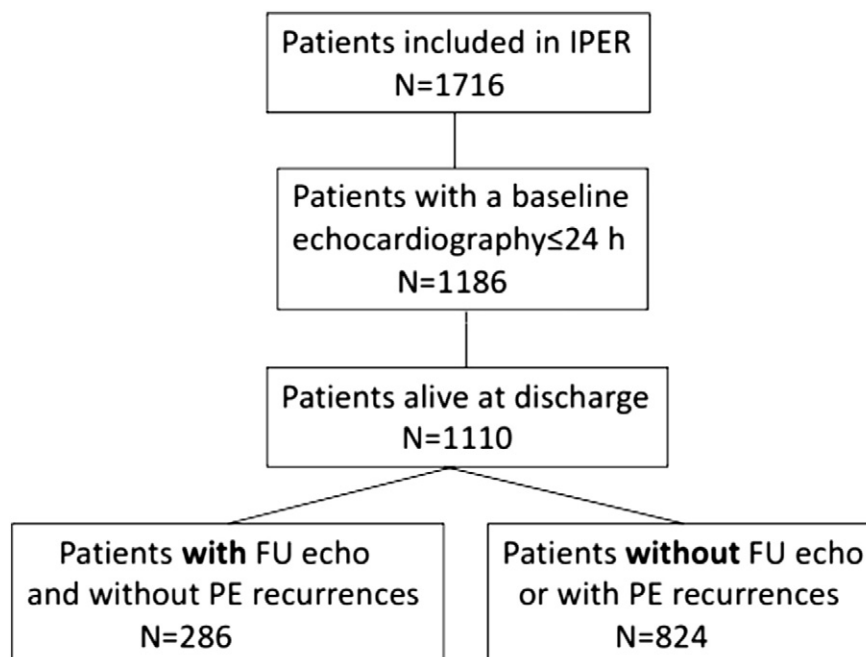 Patients included in IPER
N=1716
Patients with a baseline
echocardiography≤24 h
N=1186
Patients alive at discharge
N=1110
Patients with FU echo
and without PE recurrences
N=286
Patients without FU echo
or with PE recurrences
N=824